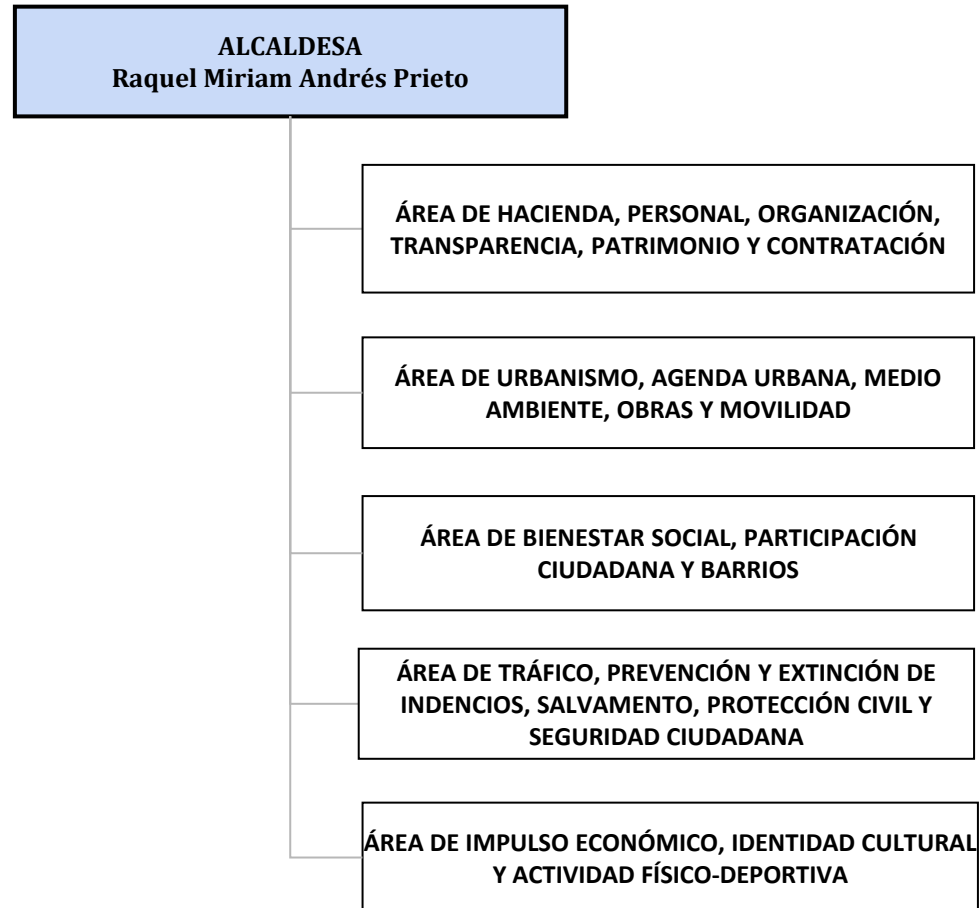 ALCALDESA
Raquel Miriam Andrés Prieto
ÁREA DE HACIENDA, PERSONAL, ORGANIZACIÓN,
TRANSPARENCIA, PATRIMONIO Y CONTRATACIÓN
ÁREA DE URBANISMO, AGENDA URBANA, MEDIO
AMBIENTE, OBRAS Y MOVILIDAD
ÁREA DE BIENESTAR SOCIAL, PARTICIPACIÓN
CIUDADANA Y BARRIOS
ÁREA DE TRÁFICO, PREVENCIÓN Y EXTINCIÓN DE
INDENCIOS, SALVAMENTO, PROTECCIÓN CIVIL Y
SEGURIDAD CIUDADANA
ÁREA DE IMPULSO ECONÓMICO, IDENTIDAD CULTURAL
Y ACTIVIDAD FÍSICO-DEPORTIVA